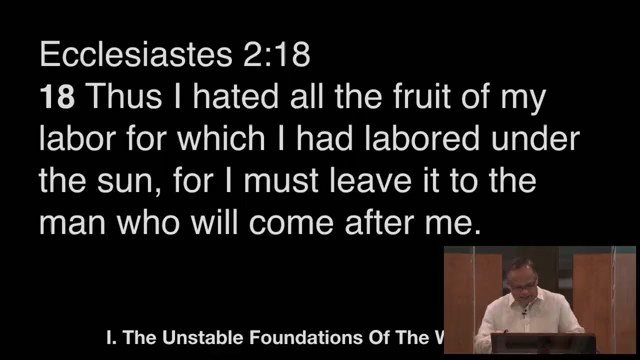 Ecclesiastes 2:18
18 Thus I hated all the fruit of my
labor for which I had labored under
the sun, for I must leave it to the
man who will come after me.
I. The Unstable Foundations Of The